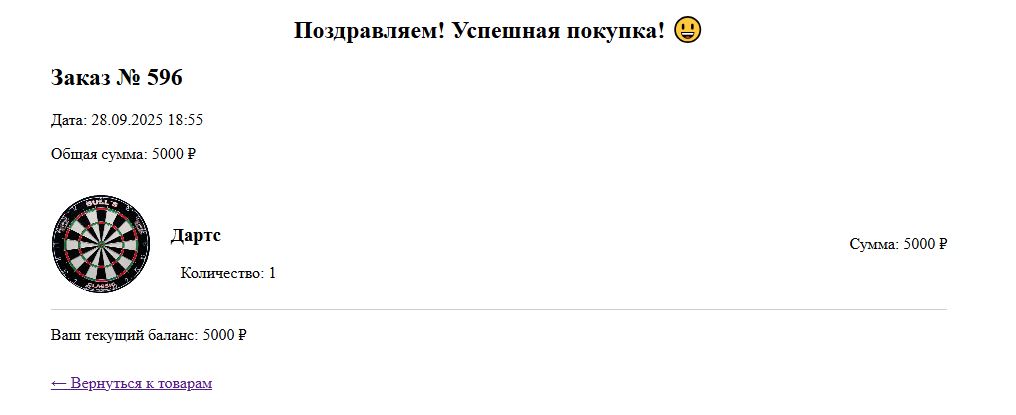 Поздравляем! Успешная покупка! 😃
Заказ № 596
Дата: 28.09.2025 18:55
Общая сумма: 5000 ₽
BULL'S
Дартс
Сумма: 5000 ₽
Количество: 1
CLASSIC
Ваш текущий баланс: 5000 ₽
← Вернуться к товарам